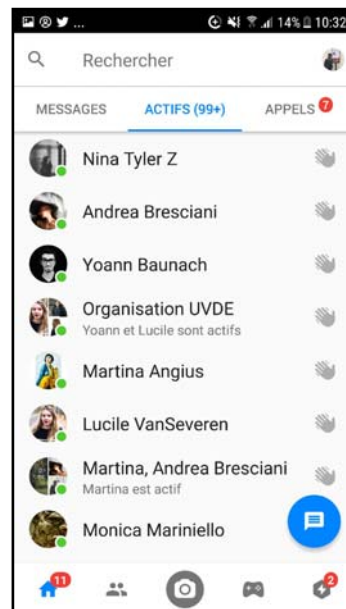 ... 14% 10:32
Rechercher
MESSAGES ACTIFS (99+) APPELS 7
Nina Tyler Z
Andrea Bresciani
Yoann Baunach
Organisation UVDE
Yoann et Lucile sont actifs
Martina Angius
Lucile VanSeveren
Martina, Andrea Bresciani
Martina est actif
Monica Mariniello
11 2